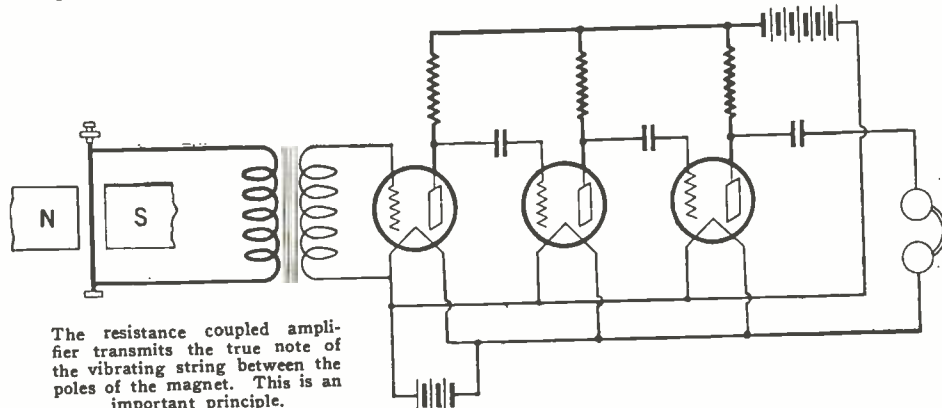 N
S
The resistance coupled ampli-
fier transmits the true note of
the vibrating string between the
poles of the magnet. This is an
important principle.